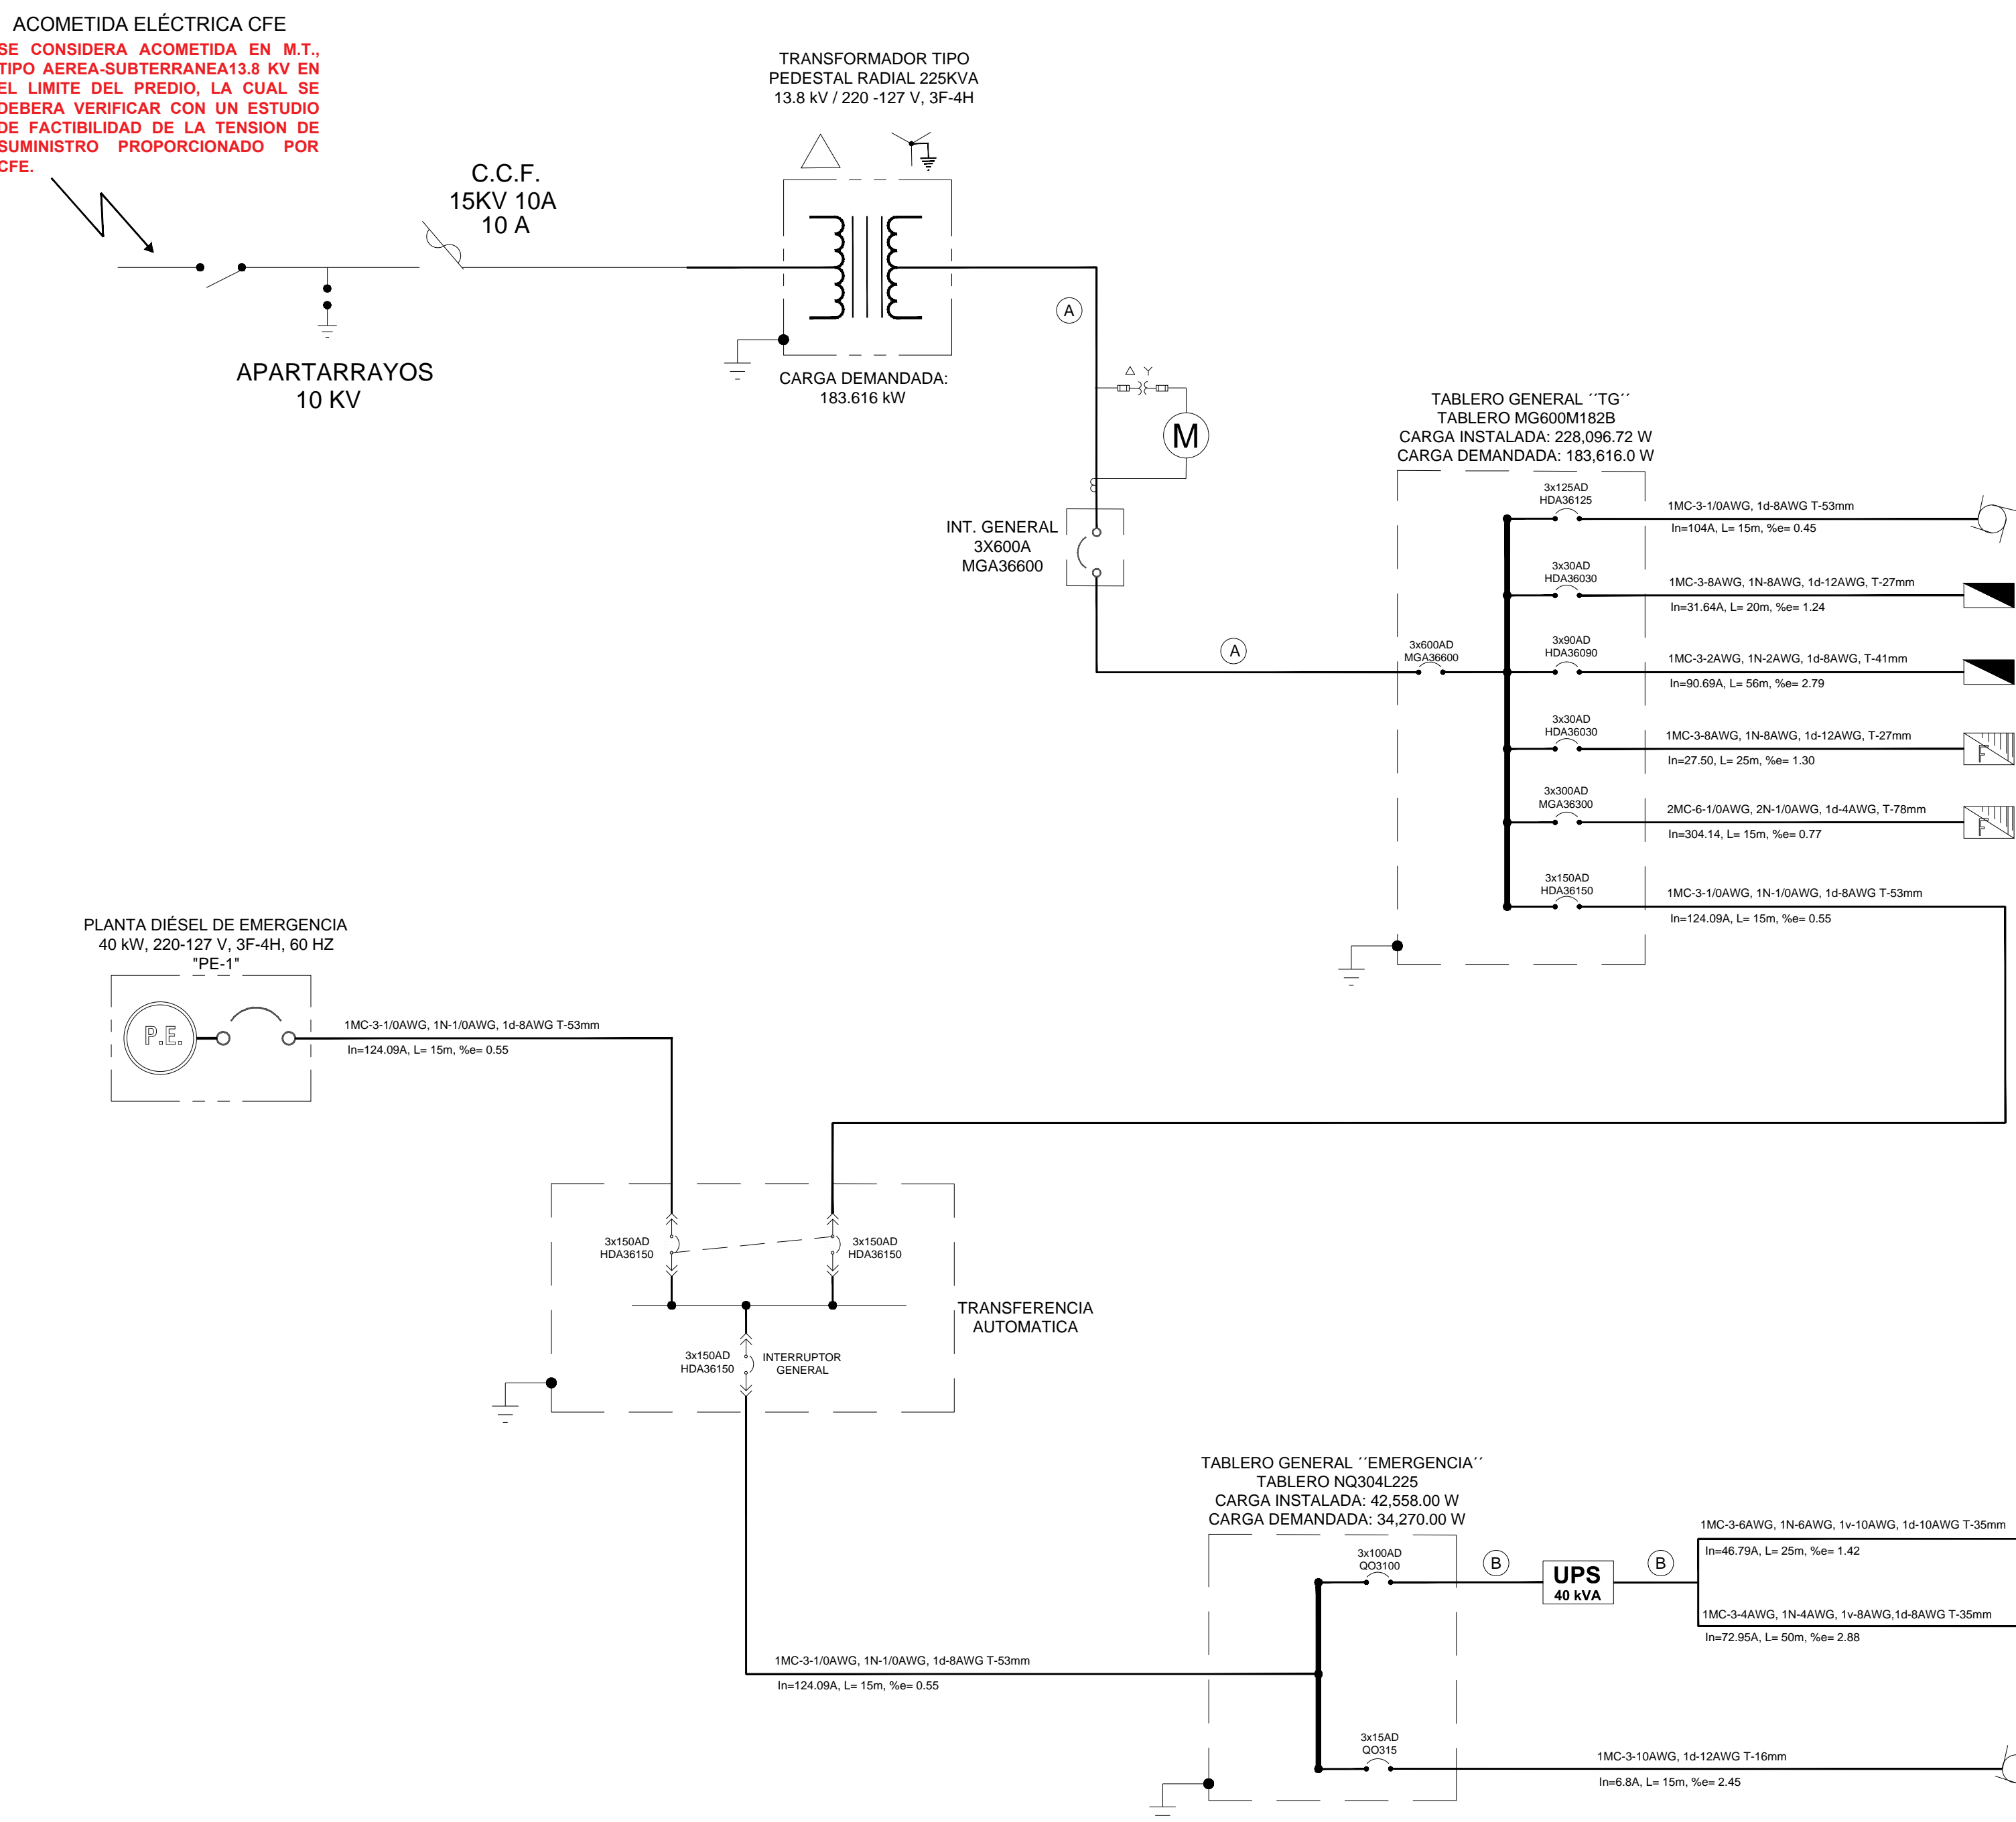 ACOMETIDA ELÉCTRICA CFE
SE CONSIDERA ACOMETIDA EN M.T.,
TIPO AEREA-SUBTERRANEA13.8 KV EN
EL LIMITE DEL PREDIO, LA CUAL SE
DEBERA VERIFICAR CON UN ESTUDIO
DE FACTIBILIDAD DE LA TENSION DE
SUMINISTRO PROPORCIONADO POR
CFE.
C.C.F.
15KV 10A
10 A
APARTARRAYOS
10 KV
TRANSFORMADOR TIPO
PEDESTAL RADIAL 225KVA
13.8 kV / 220 -127 V, 3F-4H
CARGA DEMANDADA:
183.616 kW
A
M
INT. GENERAL
3X600A
MGA36600
A
TABLERO GENERAL ´´TG´´
TABLERO MG600M182B
CARGA INSTALADA: 228,096.72 W
CARGA DEMANDADA: 183,616.0 W
3x600AD
MGA36600
3x125AD
HDA36125
1MC-3-1/0AWG, 1d-8AWG T-53mm
In=104A, L= 15m, %e= 0.45
3x30AD
HDA36030
1MC-3-8AWG, 1N-8AWG, 1d-12AWG, T-27mm
In=31.64A, L= 20m, %e= 1.24
3x90AD
HDA36090
1MC-3-2AWG, 1N-2AWG, 1d-8AWG, T-41mm
In=90.69A, L= 56m, %e= 2.79
3x30AD
HDA36030
1MC-3-8AWG, 1N-8AWG, 1d-12AWG, T-27mm
In=27.50, L= 25m, %e= 1.30
F
3x300AD
MGA36300
2MC-6-1/0AWG, 2N-1/0AWG, 1d-4AWG, T-78mm
In=304.14, L= 15m, %e= 0.77
F
3x150AD
HDA36150
1MC-3-1/0AWG, 1N-1/0AWG, 1d-8AWG T-53mm
In=124.09A, L= 15m, %e= 0.55
PLANTA DIÉSEL DE EMERGENCIA
40 kW, 220-127 V, 3F-4H, 60 HZ
"PE-1"
P.E.
1MC-3-1/0AWG, 1N-1/0AWG, 1d-8AWG T-53mm
In=124.09A, L= 15m, %e= 0.55
3x150AD
HDA36150
3x150AD
HDA36150
TRANSFERENCIA
AUTOMATICA
3x150AD
HDA36150
INTERRUPTOR
GENERAL
1MC-3-1/0AWG, 1N-1/0AWG, 1d-8AWG T-53mm
In=124.09A, L= 15m, %e= 0.55
TABLERO GENERAL ´´EMERGENCIA´´
TABLERO NQ304L225
CARGA INSTALADA: 42,558.00 W
CARGA DEMANDADA: 34,270.00 W
3x100AD
QO3100
B
UPS
40 kVA
B
1MC-3-6AWG, 1N-6AWG, 1v-10AWG, 1d-10AWG T-35mm
In=46.79A, L= 25m, %e= 1.42
1MC-3-4AWG, 1N-4AWG, 1v-8AWG,1d-8AWG T-35mm
In=72.95A, L= 50m, %e= 2.88
3x15AD
QO315
1MC-3-10AWG, 1d-12AWG T-16mm
In=6.8A, L= 15m, %e= 2.45